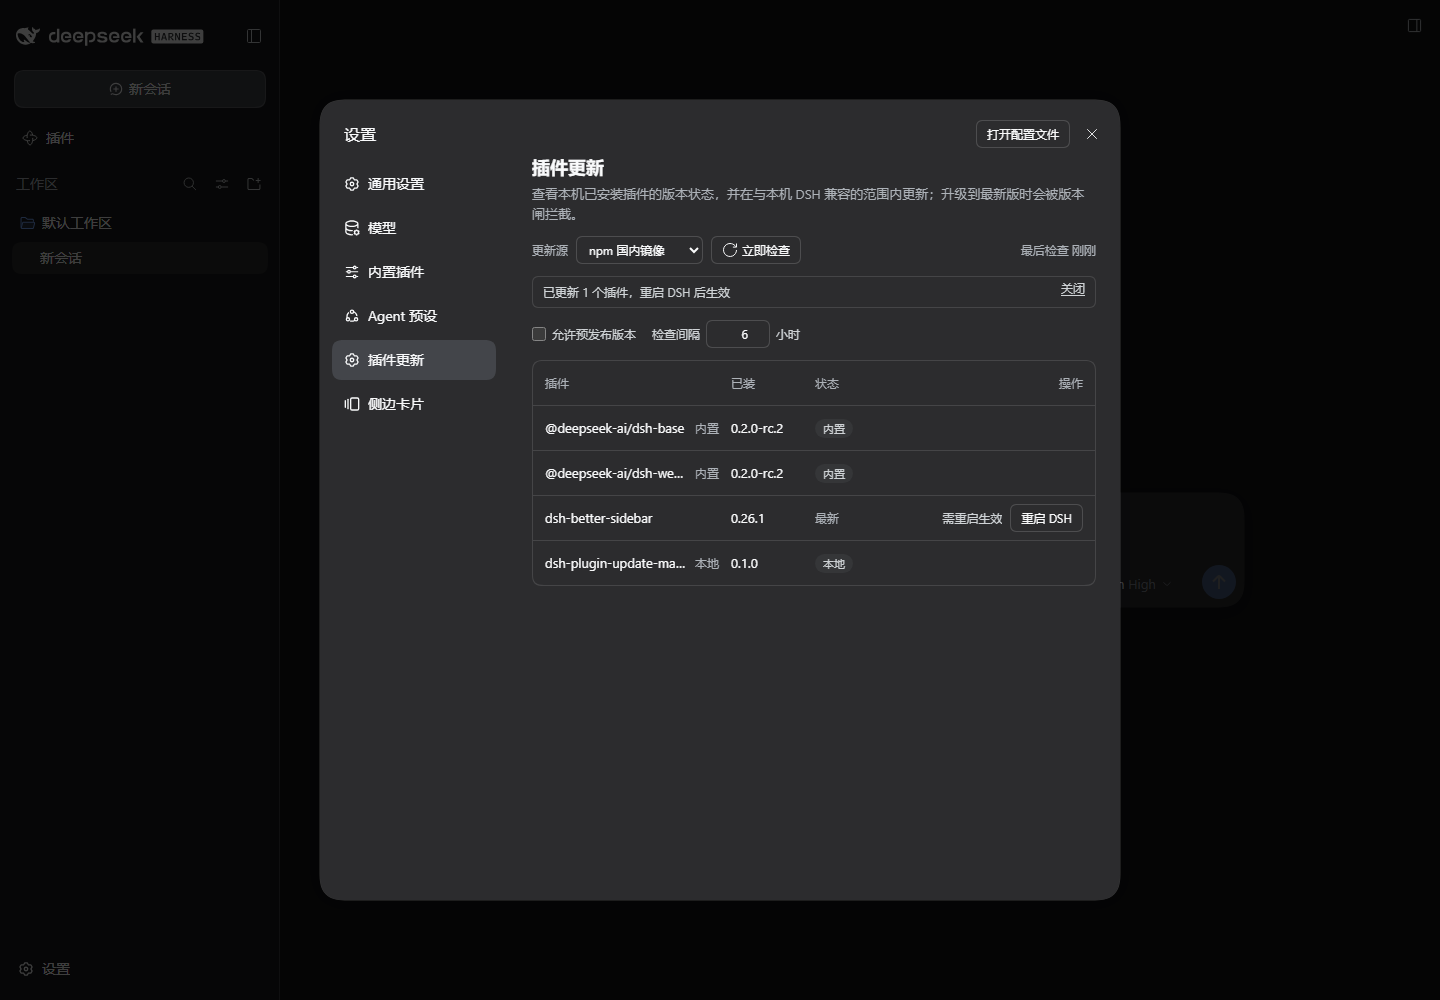 deepseek HARNESS
新会话
插件
工作区
默认工作区
新会话
设置
设置
打开配置文件
通用设置
模型
内置插件
Agent 预设
插件更新
侧边卡片
插件更新
查看本机已安装插件的版本状态，并在与本机 DSH 兼容的范围内更新；升级到最新版时会被版本
闸拦截。
更新源 npm 国内镜像 立即检查 最后检查 刚刚
已更新 1 个插件，重启 DSH 后生效 关闭
允许预发布版本 检查间隔 6 小时
插件 已装 状态 操作
@deepseek-ai/dsh-base 内置 0.2.0-rc.2 内置
@deepseek-ai/dsh-we... 内置 0.2.0-rc.2 内置
dsh-better-sidebar 0.26.1 最新 需重启生效 重启 DSH
dsh-plugin-update-ma... 本地 0.1.0 本地
High